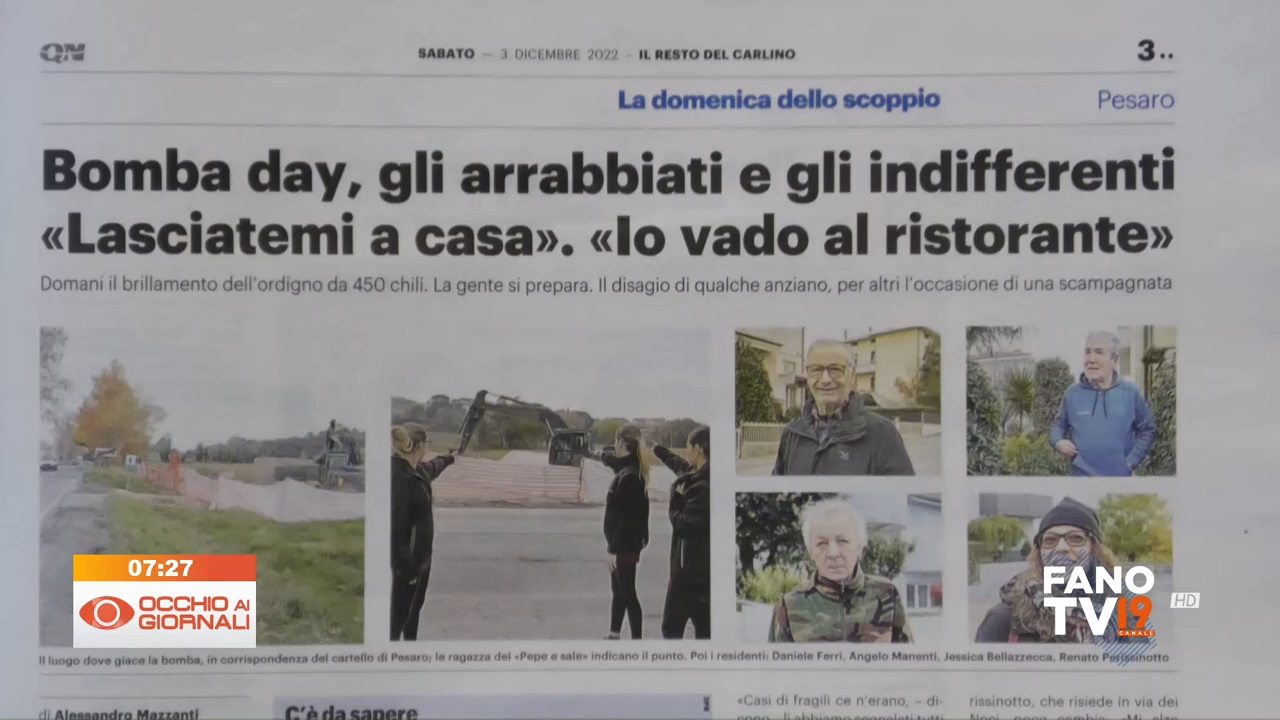 QN
SABATO — 3 DICEMBRE 2022 – IL RESTO DEL CARLINO
3..
La domenica dello scoppio
Pesaro
Bomba day, gli arrabbiati e gli indifferenti
«Lasciatemi a casa». «Io vado al ristorante»
Domani il brillamento dell'ordigno da 450 chili. La gente si prepara. Il disagio di qualche anziano, per altri l'occasione di una scampagnata
07:27
OCCHIO AI
GIORNALI
FANO
TV 19
CANALE
HD
Il luogo dove giace la bomba, in corrispondenza del cartello di Pesaro; le ragazza del «Pepe e sale» indicano il punto. Poi i residenti: Daniele Ferri, Angelo Manenti, Jessica Bellazzecca, Renato Perissinotto
di Alessandro Mazzanti
C'è da sapere
«Casi di fragili ce n'erano, – di-
rissinotto, che risiede in via dei